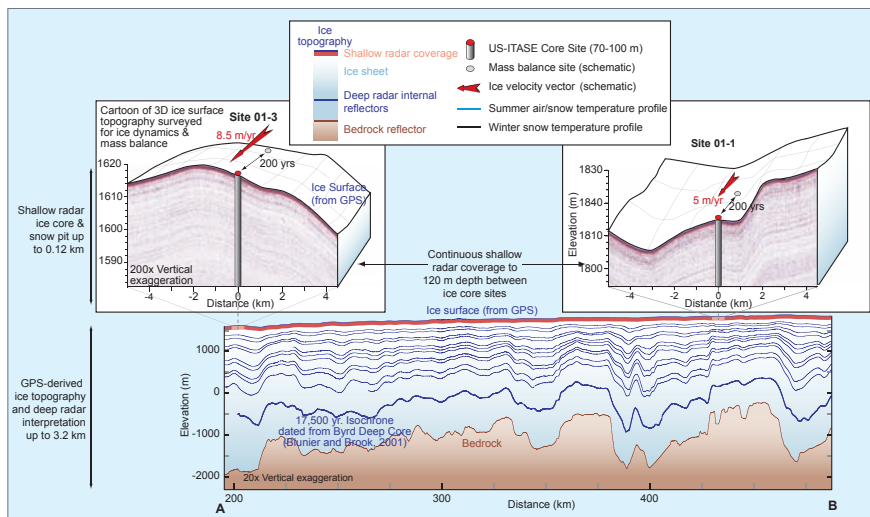 Ice
topography
Shallow radar coverage
Ice sheet
Deep radar internal
reflectors
Bedrock reflector
US-ITASE Core Site (70-100 m)
Mass balance site (schematic)
Ice velocity vector (schematic)
Summer air/snow temperature profile
Winter snow temperature profile
Cartoon of 3D ice surface
topography surveyed
for ice dynamics &
mass balance
Site 01-3
8.5 m/yr
200 yrs
Ice Surface
(from GPS)
1620
1610
1600
1590
200x Vertical
exaggeration
-4 -2 0 2 4
Distance (km)
Site 01-1
5 m/yr
200 yrs
Elevation (m)
1830
1840
1810
1800
-4 -2 0 2 4
Distance (km)
Shallow radar
ice core &
snow pit up
to 0.12 km
Continuous shallow
radar coverage to
120 m depth between
ice core sites
Ice surface (from GPS)
GPS-derived
ice topography
and deep radar
interpretation
up to 3.2 km
Elevation (m)
1000
0
-1000
-2000
17,500 yr. Isochrone
dated from Byrd Deep Core
(Blunier and Brook, 2001)
Bedrock
20x Vertical exaggeration
200 300 400
A Distance (km) B